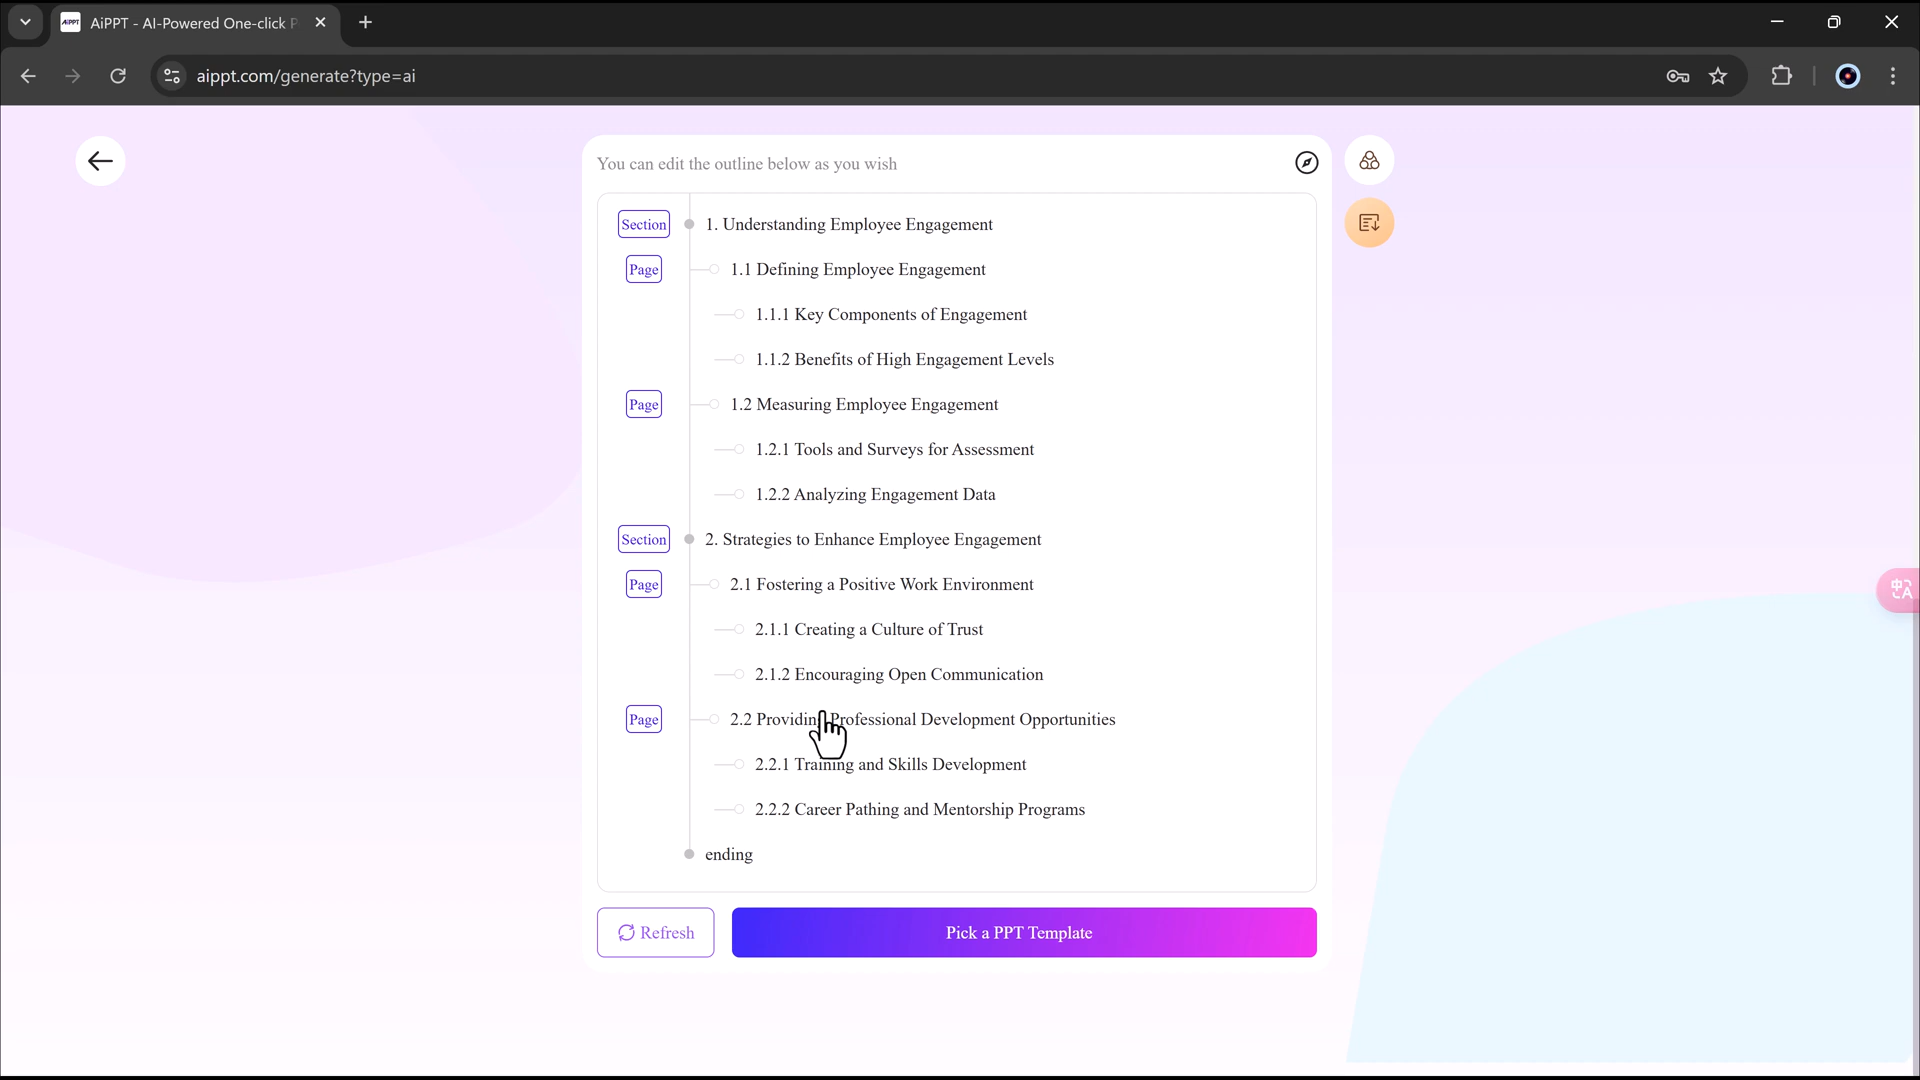 AiPPT - AI-Powered One-click P
aippt.com/generate?type=ai
You can edit the outline below as you wish
Section 1. Understanding Employee Engagement
Page 1.1 Defining Employee Engagement
1.1.1 Key Components of Engagement
1.1.2 Benefits of High Engagement Levels
Page 1.2 Measuring Employee Engagement
1.2.1 Tools and Surveys for Assessment
1.2.2 Analyzing Engagement Data
Section 2. Strategies to Enhance Employee Engagement
Page 2.1 Fostering a Positive Work Environment
2.1.1 Creating a Culture of Trust
2.1.2 Encouraging Open Communication
Page 2.2 Providing Professional Development Opportunities
2.2.1 Training and Skills Development
2.2.2 Career Pathing and Mentorship Programs
ending
Refresh
Pick a PPT Template
中A